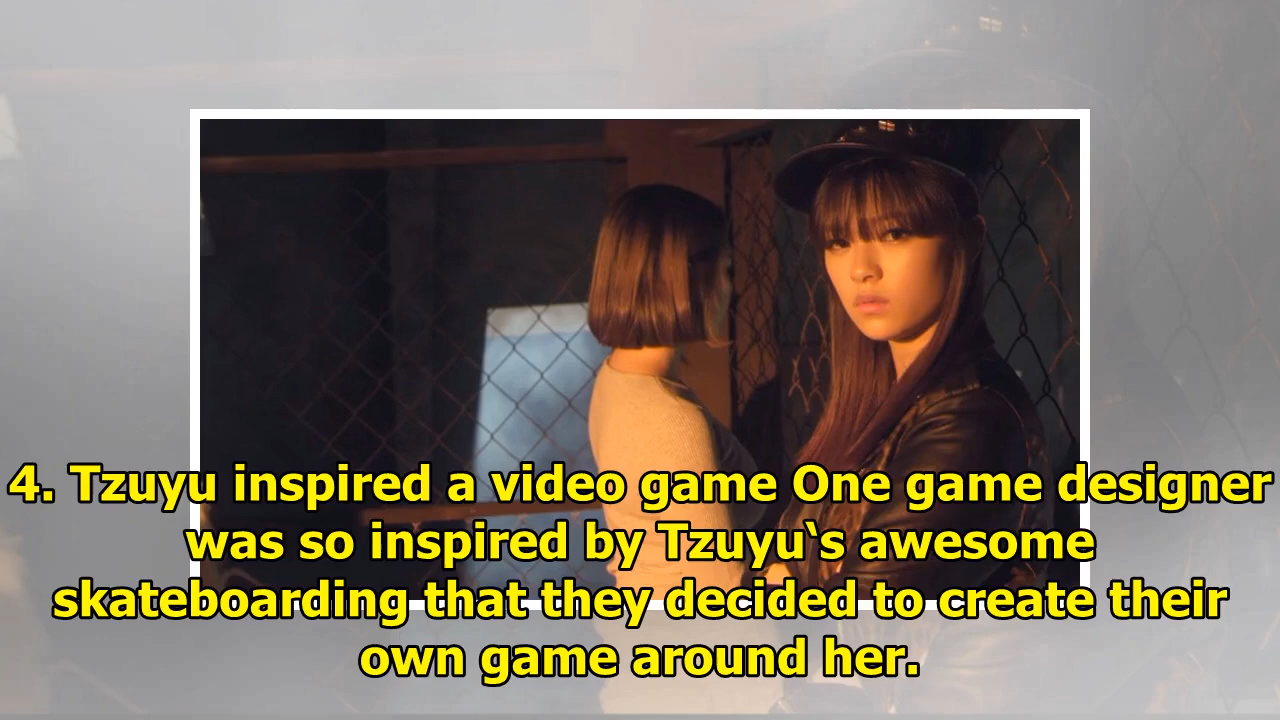 4. Tzuyu inspired a video game One game designer
was so inspired by Tzuyu‛s awesome
skateboarding that they decided to create their
own game around her.